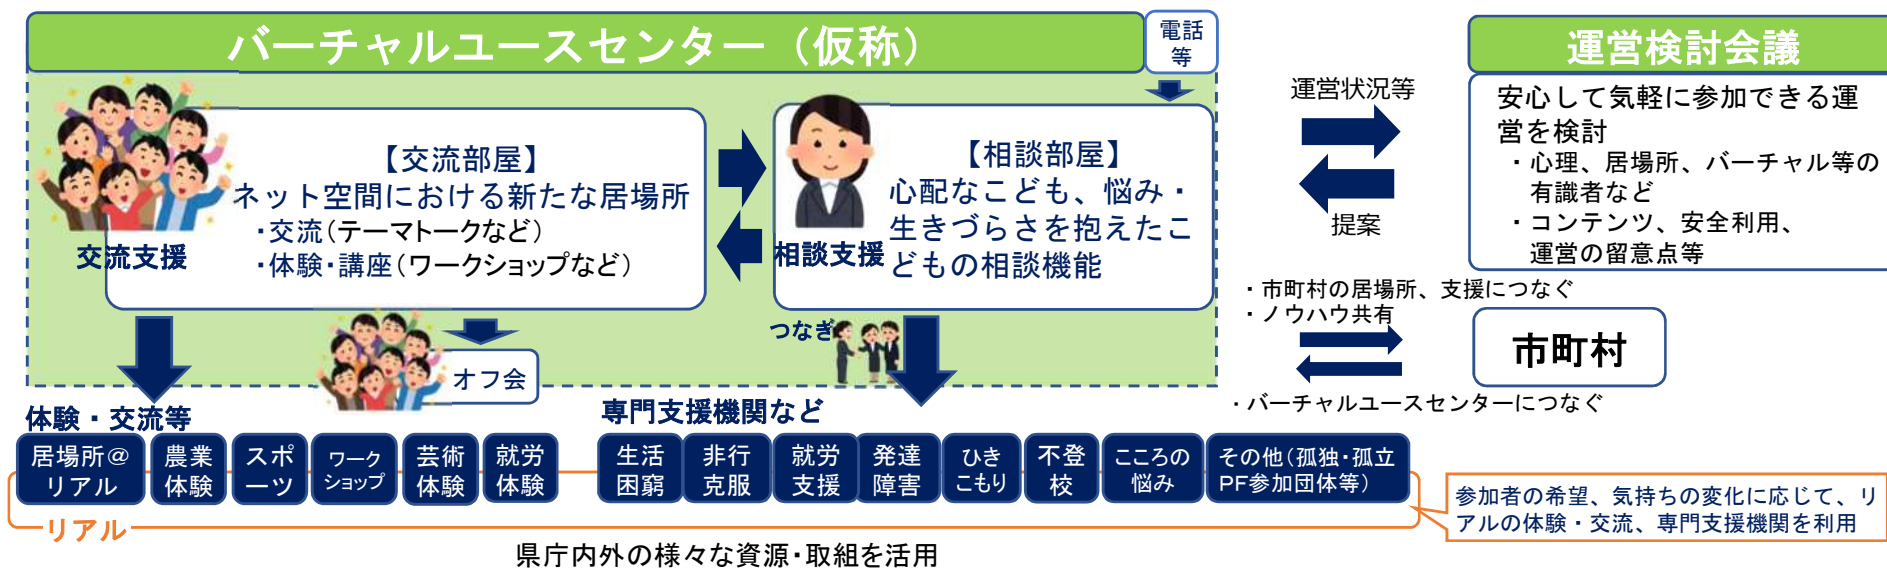 バーチャルユースセンター（仮称）
電話
等
【交流部屋】
ネット空間における新たな居場所
・交流（テーマトークなど）
・体験・講座（ワークショップなど）
交流支援
【相談部屋】
心配なこども、悩み・
生きづらさを抱えたこ
どもの相談機能
相談支援
オフ会
つなぎ
運営状況等
提案
運営検討会議
安心して気軽に参加できる運
営を検討
・心理、居場所、バーチャル等の
有識者など
・コンテンツ、安全利用、
運営の留意点等
・市町村の居場所、支援につなぐ
・ノウハウ共有
市町村
・バーチャルユースセンターにつなぐ
体験・交流等
居場所＠
リアル
農業
体験
スポ
ーツ
ワーク
ショップ
芸術
体験
就労
体験
専門支援機関など
生活
困窮
非行
克服
就労
支援
発達
障害
ひき
こもり
不登
校
こころの
悩み
その他（孤独・孤立
PF参加団体等）
リアル
参加者の希望、気持ちの変化に応じて、リ
アルの体験・交流、専門支援機関を利用
県庁内外の様々な資源・取組を活用